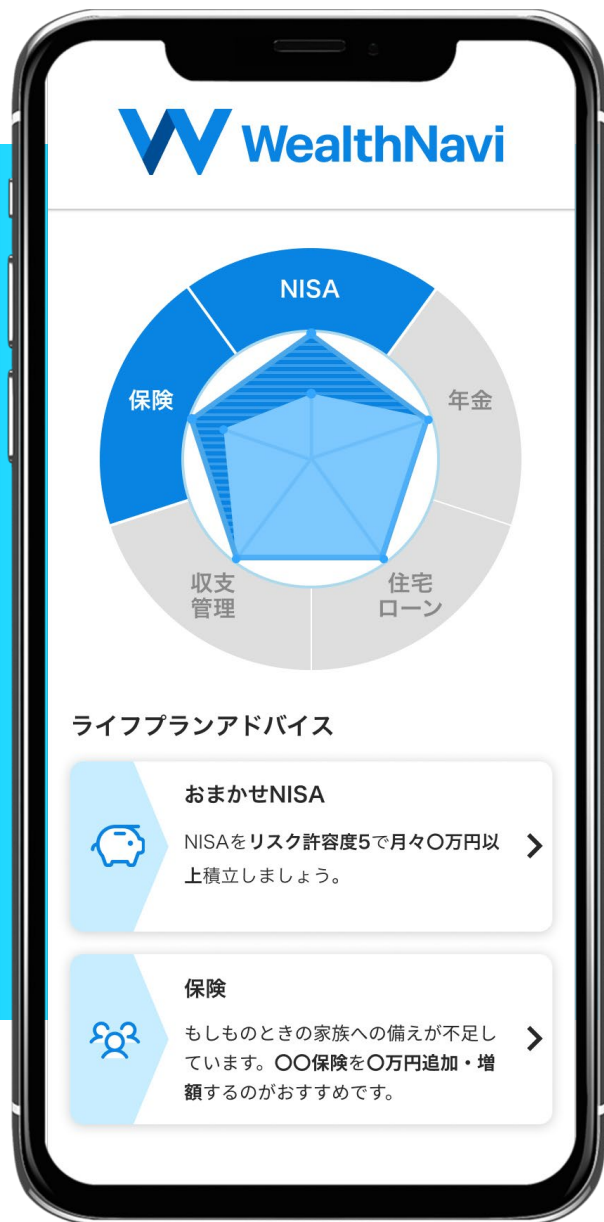 WealthNavi
NISA
保険
年金
収支
管理
住宅
ローン
ライフプランアドバイス
おまかせNISA
NISAをリスク許容度5で月々〇万円以
上積立しましょう。
保険
もしものときの家族への備えが不足し
ています。〇〇保険を〇万円追加・増
額するのがおすすめです。